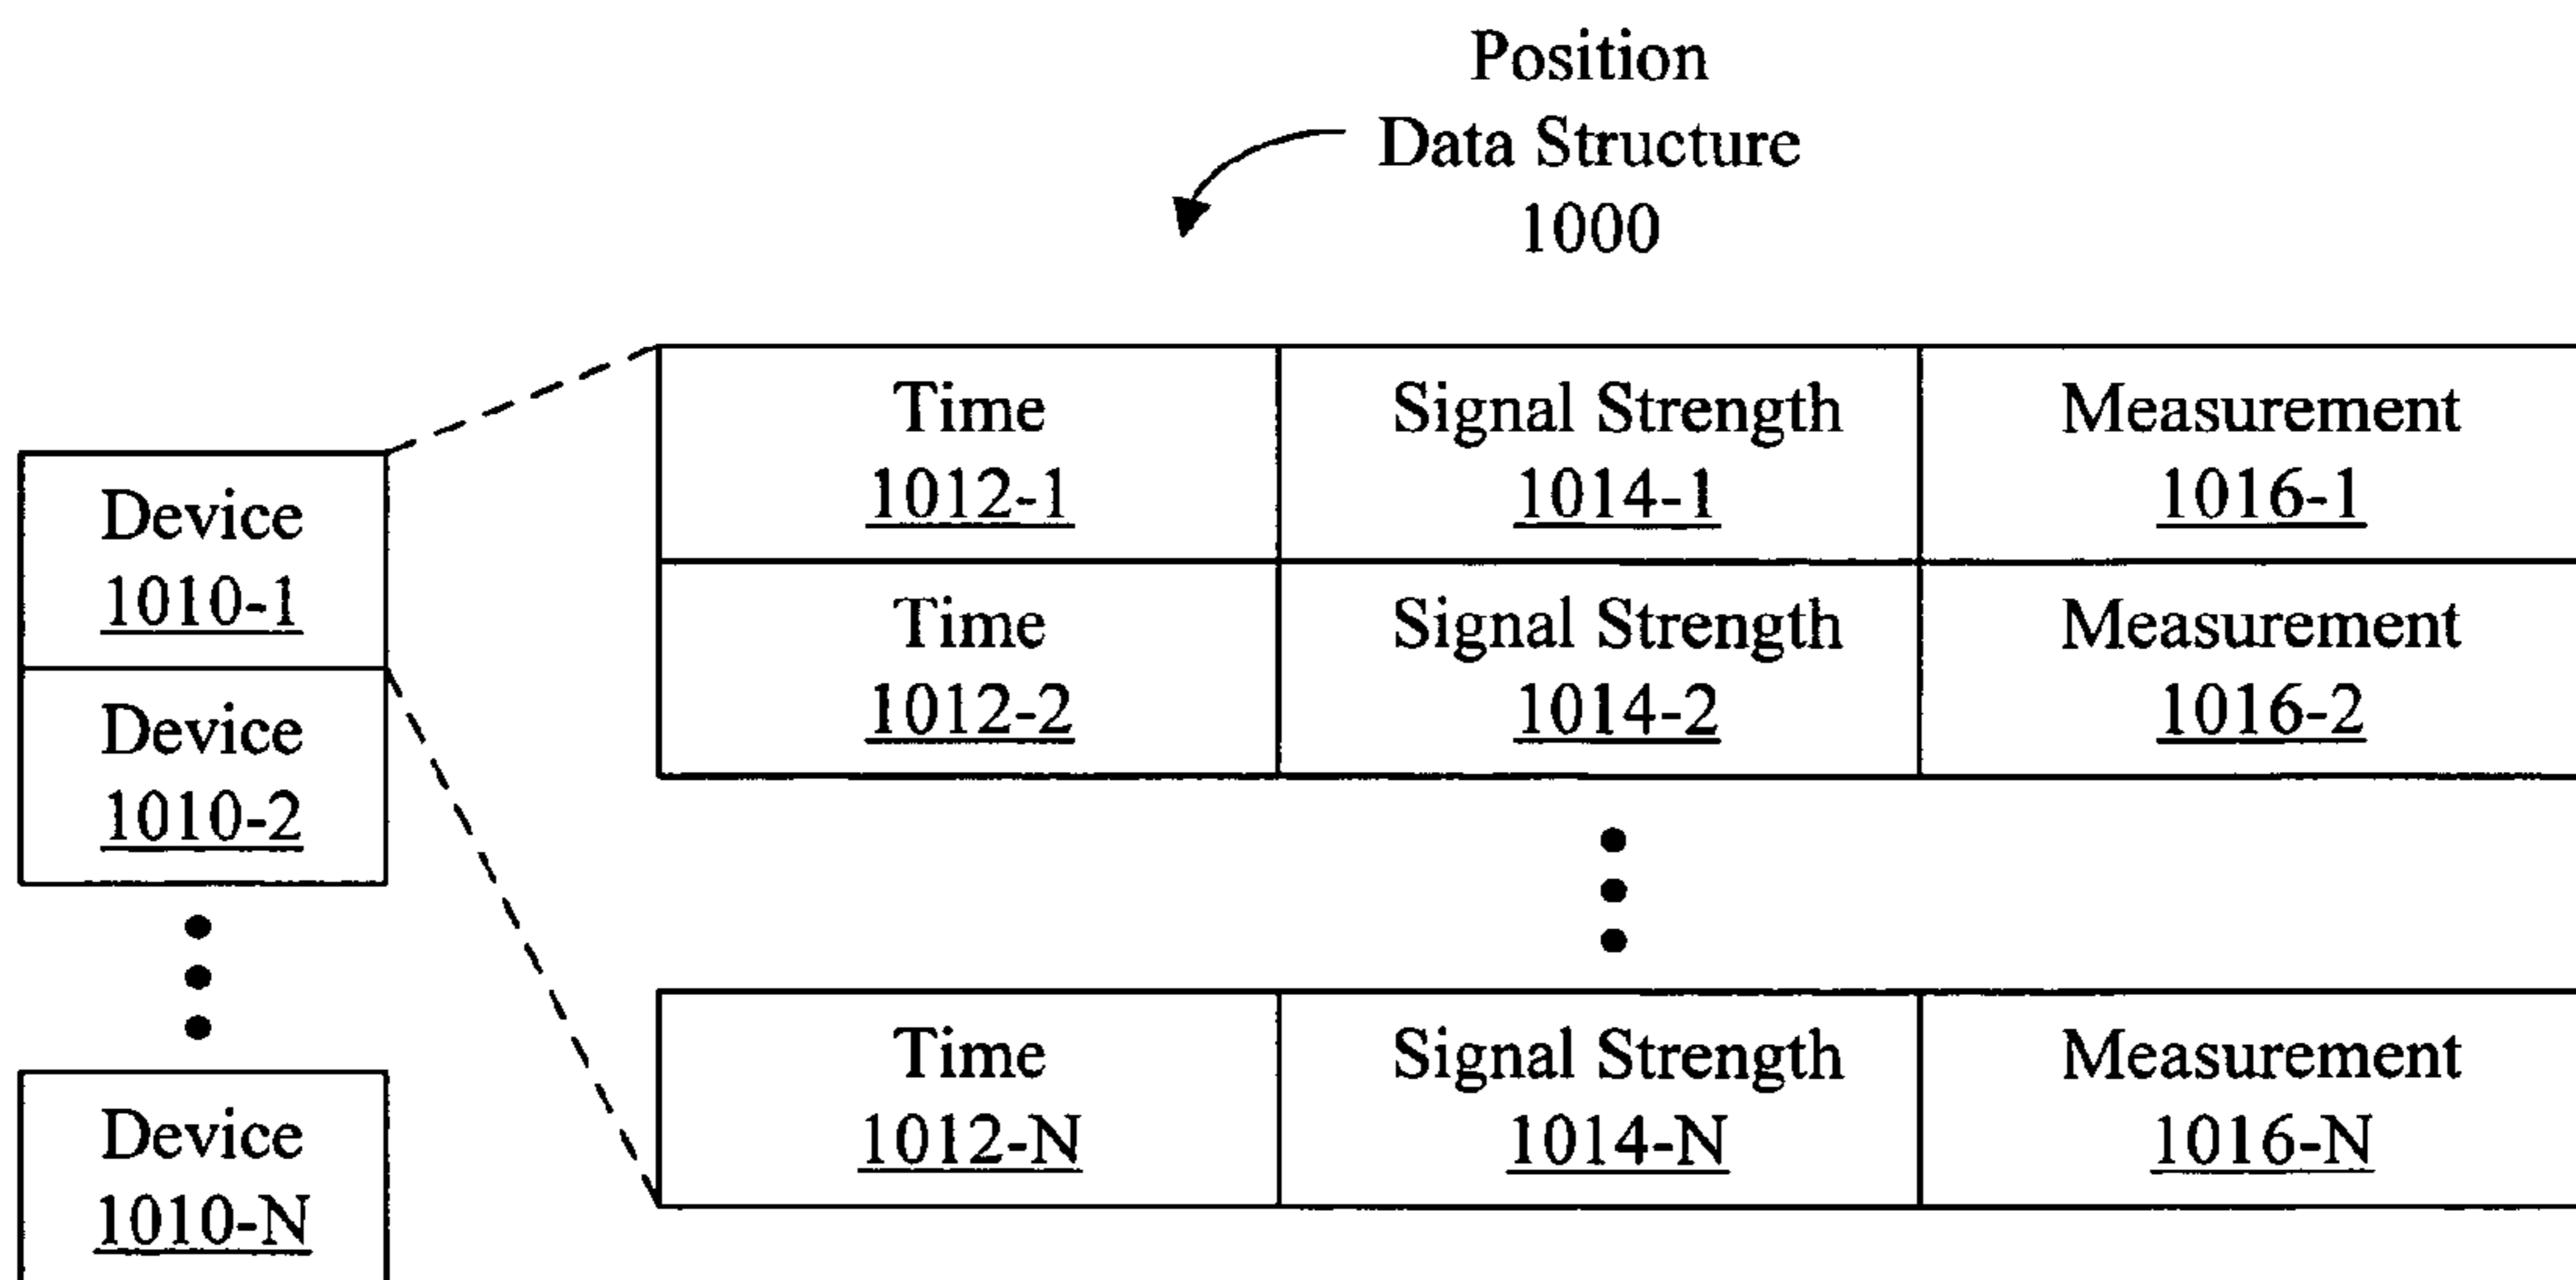 Position
Data Structure
1000
Device
1010-1
Device
1010-2
Device
1010-N
Time
1012-1
Signal Strength
1014-1
Measurement
1016-1
Time
1012-2
Signal Strength
1014-2
Measurement
1016-2
Time
1012-N
Signal Strength
1014-N
Measurement
1016-N